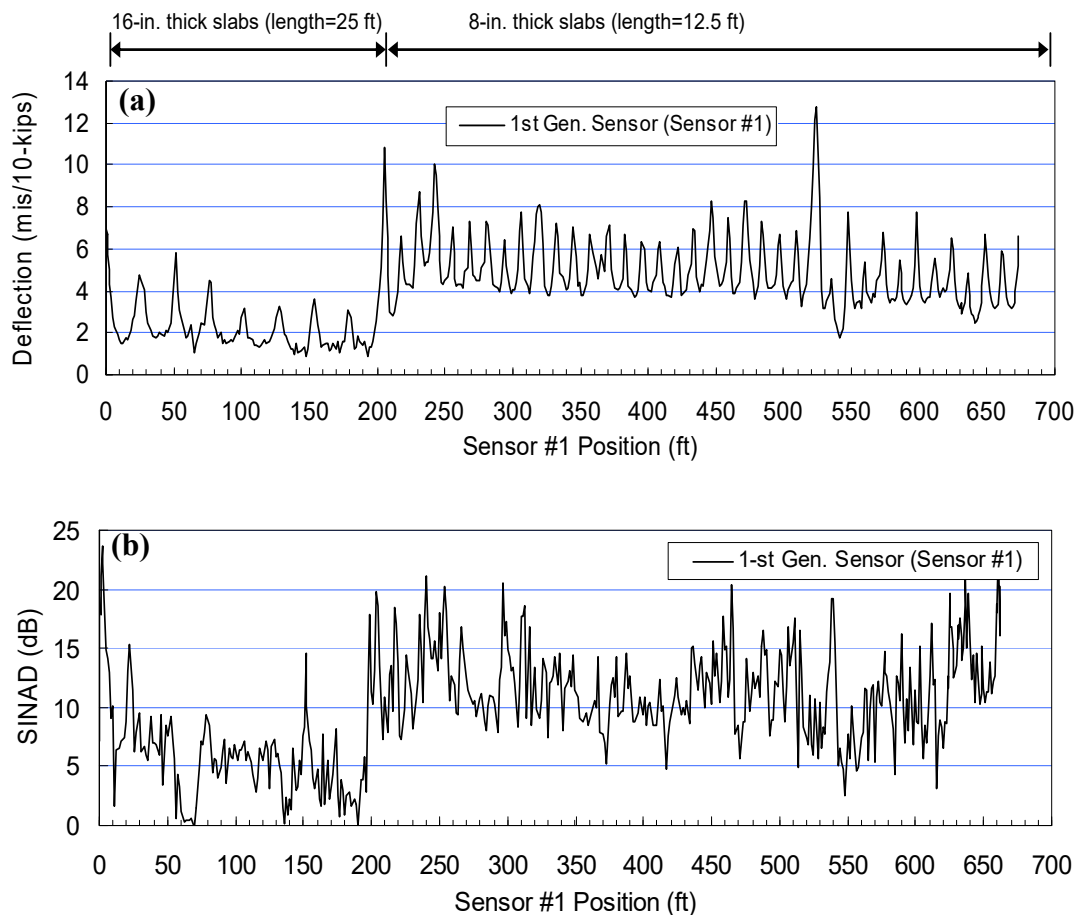 16-in. thick slabs (length=25 ft) 8-in. thick slabs (length=12.5 ft)
(a)
1st Gen. Sensor (Sensor #1)
Deflection (mis/10-kips)
14
12
10
8
6
4
2
0
0 50 100 150 200 250 300 350 400 450 500 550 600 650 700
Sensor #1 Position (ft)
(b)
1-st Gen. Sensor (Sensor #1)
SINAD (dB)
25
20
15
10
5
0
0 50 100 150 200 250 300 350 400 450 500 550 600 650 700
Sensor #1 Position (ft)